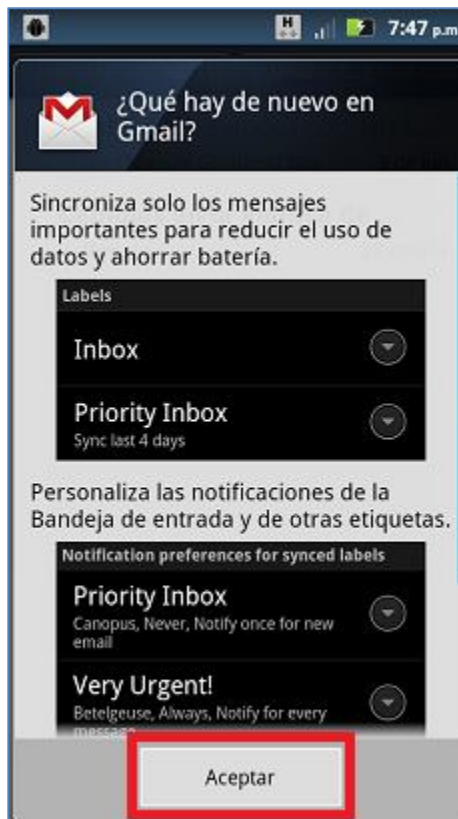 H
7:47 p.m
¿Qué hay de nuevo en
Gmail?
Sincroniza solo los mensajes
importantes para reducir el uso de
datos y ahorrar batería.
Labels
Inbox
Priority Inbox
Sync last 4 days
Personaliza las notificaciones de la
Bandeja de entrada y de otras etiquetas.
Notification preferences for synced labels
Priority Inbox
Canopus, Never, Notify once for new
email
Very Urgent!
Betelgeuse, Always, Notify for every
message
Aceptar